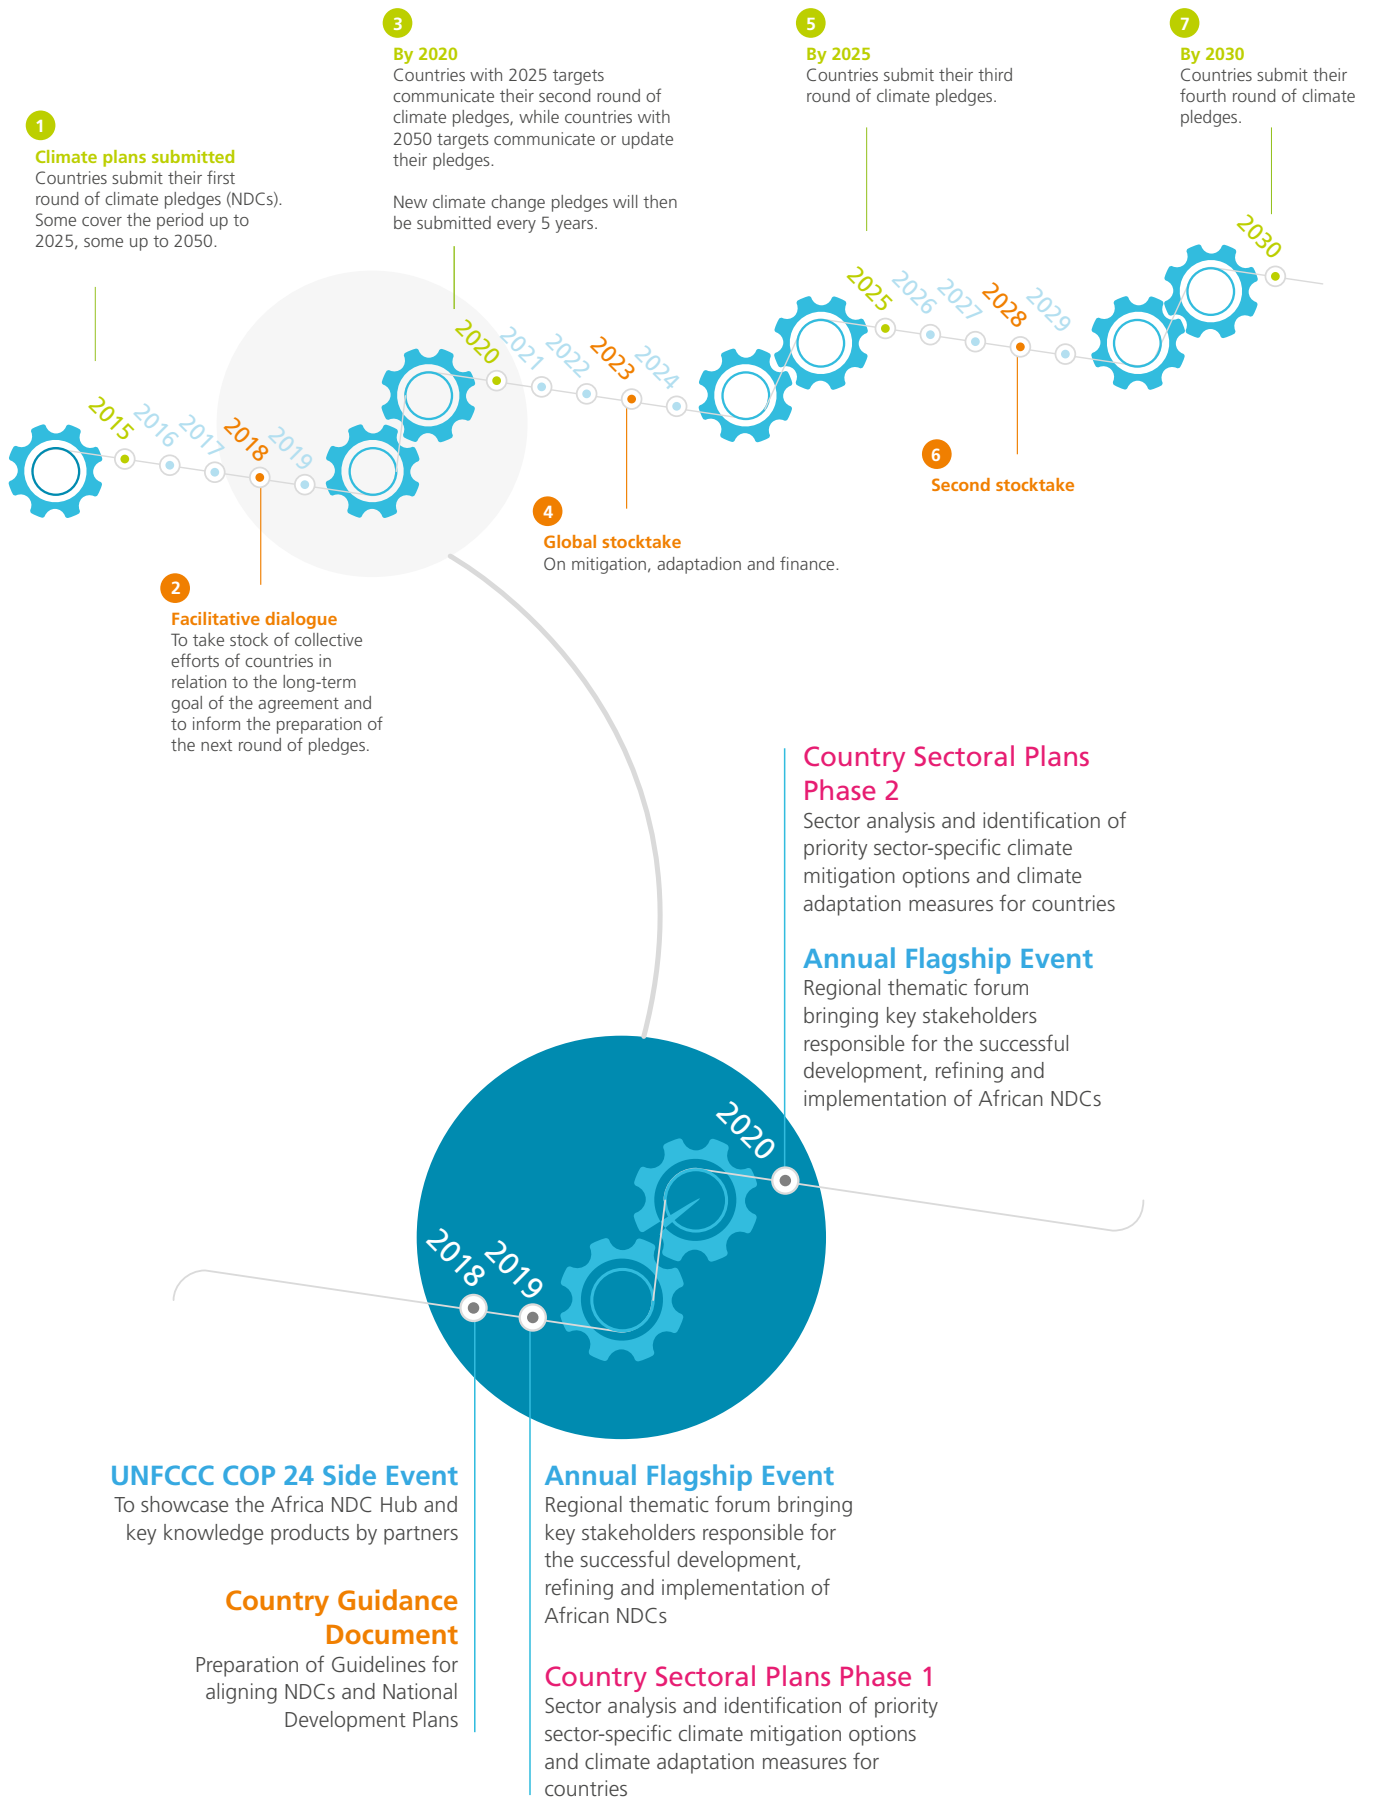 1
Climate plans submitted
Countries submit their first
round of climate pledges (NDCs).
Some cover the period up to
2025, some up to 2050.
3
By 2020
Countries with 2025 targets
communicate their second round of
climate pledges, while countries with
2050 targets communicate or update
their pledges.
New climate change pledges will then
be submitted every 5 years.
5
By 2025
Countries submit their third
round of climate pledges.
7
By 2030
Countries submit their
fourth round of climate
pledges.
2015
2016
2017
2018
2019
2020
2021
2022
2023
2024
2025
2026
2027
2028
2029
2030
2
Facilitative dialogue
To take stock of collective
efforts of countries in
relation to the long-term
goal of the agreement and
to inform the preparation of
the next round of pledges.
4
Global stocktake
On mitigation, adaptadion and finance.
6
Second stocktake
Country Sectoral Plans
Phase 2
Sector analysis and identification of
priority sector-specific climate
mitigation options and climate
adaptation measures for countries
Annual Flagship Event
Regional thematic forum
bringing key stakeholders
responsible for the successful
development, refining and
implementation of African NDCs
2018
2019
2020
UNFCCC COP 24 Side Event
To showcase the Africa NDC Hub and
key knowledge products by partners
Country Guidance
Document
Preparation of Guidelines for
aligning NDCs and National
Development Plans
Annual Flagship Event
Regional thematic forum bringing
key stakeholders responsible for
the successful development,
refining and implementation of
African NDCs
Country Sectoral Plans Phase 1
Sector analysis and identification of priority
sector-specific climate mitigation options
and climate adaptation measures for
countries